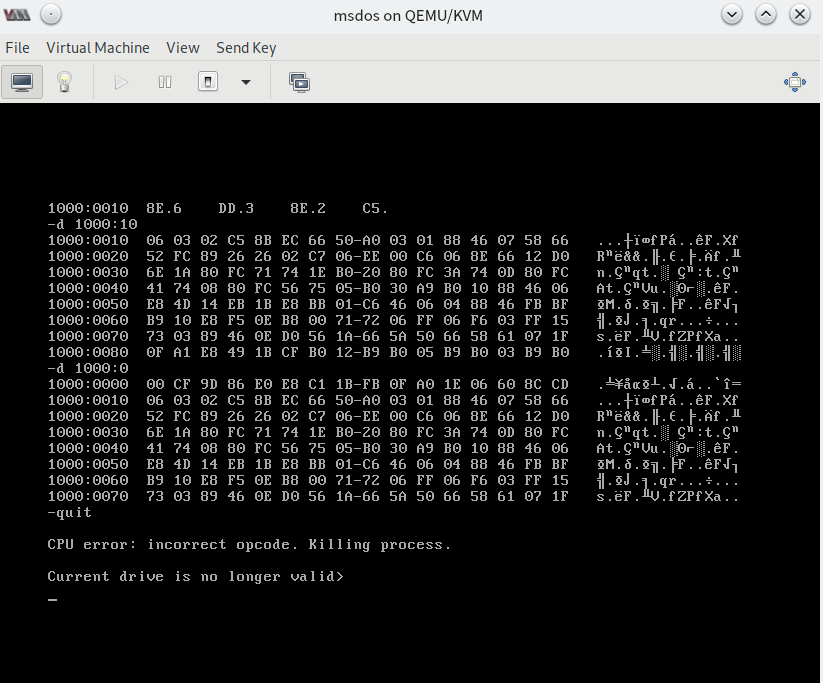 msdos on QEMU/KVM
File Virtual Machine View Send Key
1000:0010 8E.6 DD.3 8E.2 C5.
-d 1000:10
1000:0010 06 03 02 C5 8B EC 66 50-A0 03 01 88 46 07 58 66 ...┼ï∞fPá..êF.Xf
1000:0020 52 FC 89 26 26 02 C7 06-EE 00 C6 06 8E 66 12 D0 Rⁿë&&.╟.ε.╞.Äf.╨
1000:0030 6E 1A 80 FC 71 74 1E B0-20 80 FC 3A 74 0D 80 FC n.Çⁿqt.░ Çⁿ:t.Çⁿ
1000:0040 41 74 08 80 FC 56 75 05-B0 30 A9 B0 10 88 46 06 At.ÇⁿVu.░0⌐░.êF.
1000:0050 E8 4D 14 EB 1B E8 BB 01-C6 46 06 04 88 46 FB BF ΦM.δ.Φ╗.╞F..êF√┐
1000:0060 B9 10 E8 F5 0E B8 00 71-72 06 FF 06 F6 03 FF 15 ╣.Φ⌡.╕.qr...÷...
1000:0070 73 03 89 46 0E D0 56 1A-66 5A 50 66 58 61 07 1F s.ëF.╨V.fZPfXa..
1000:0080 0F A1 E8 49 1B CF B0 12-B9 B0 05 B9 B0 03 B9 B0 .íΦI.╧░.╣░.╣░.╣░
-d 1000:0
1000:0000 00 CF 9D 86 E0 E8 C1 1B-FB 0F A0 1E 06 60 8C CD .╧¥åαΦ┴.√.á..`î═
1000:0010 06 03 02 C5 8B EC 66 50-A0 03 01 88 46 07 58 66 ...┼ï∞fPá..êF.Xf
1000:0020 52 FC 89 26 26 02 C7 06-EE 00 C6 06 8E 66 12 D0 Rⁿë&&.╟.ε.╞.Äf.╨
1000:0030 6E 1A 80 FC 71 74 1E B0-20 80 FC 3A 74 0D 80 FC n.Çⁿqt.░ Çⁿ:t.Çⁿ
1000:0040 41 74 08 80 FC 56 75 05-B0 30 A9 B0 10 88 46 06 At.ÇⁿVu.░0⌐░.êF.
1000:0050 E8 4D 14 EB 1B E8 BB 01-C6 46 06 04 88 46 FB BF ΦM.δ.Φ╗.╞F..êF√┐
1000:0060 B9 10 E8 F5 0E B8 00 71-72 06 FF 06 F6 03 FF 15 ╣.Φ⌡.╕.qr...÷...
1000:0070 73 03 89 46 0E D0 56 1A-66 5A 50 66 58 61 07 1F s.ëF.╨V.fZPfXa..
-quit
CPU error: incorrect opcode. Killing process.
Current drive is no longer valid>
_